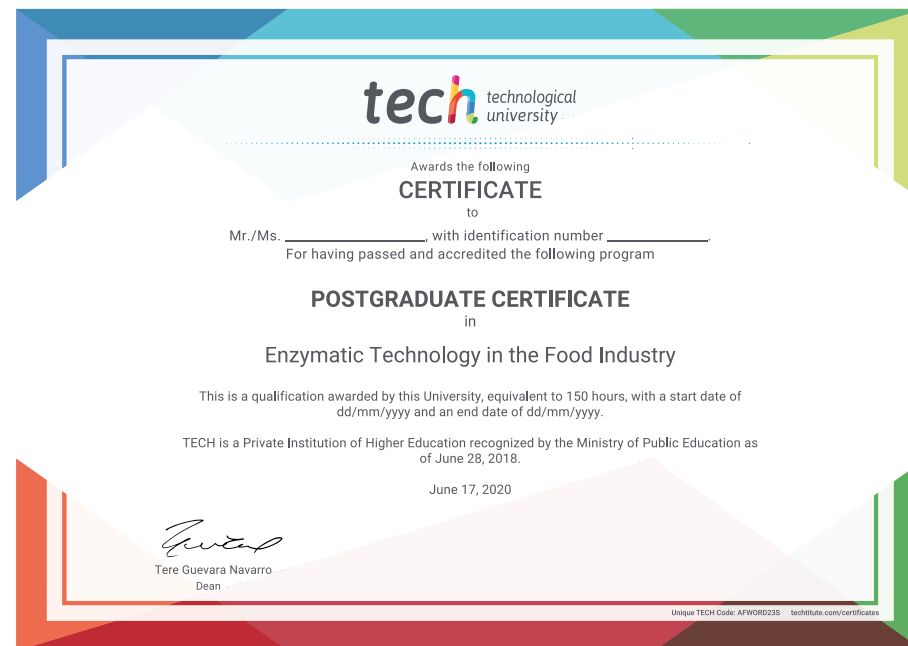 tech technological
university
Awards the following
CERTIFICATE
to
Mr./Ms. ____________________, with identification number ______________.
For having passed and accredited the following program
POSTGRADUATE CERTIFICATE
in
Enzymatic Technology in the Food Industry
This is a qualification awarded by this University, equivalent to 150 hours, with a start date of
dd/mm/yyyy and an end date of dd/mm/yyyy.
TECH is a Private Institution of Higher Education recognized by the Ministry of Public Education as
of June 28, 2018.
June 17, 2020
Tere Guevara Navarro
Dean
Unique TECH Code: AFWORD23S techtitute.com/certificates